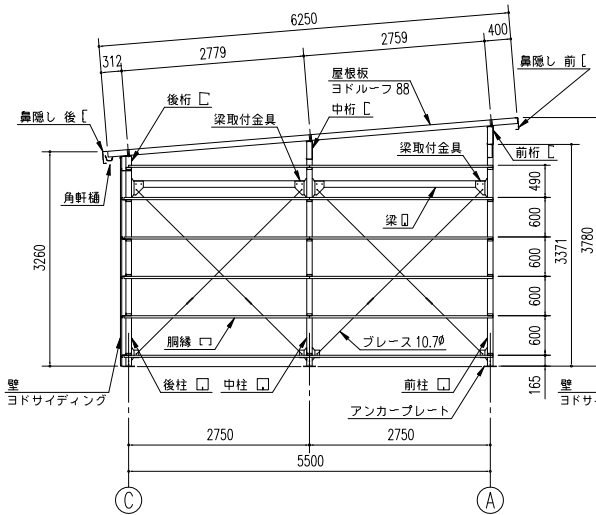 6250
312
2779
2759
400
鼻隠し 後
後桁
梁取付金具
屋根板
ヨドルーフ 88
中桁
鼻隠し 前
梁取付金具
前桁
角軒樋
梁
490
600
600
600
600
165
3260
3371
3780
胴縁
ブレース 10.7φ
壁
ヨドサイディング
後柱
中柱
前柱
アンカープレート
壁
ヨドサ
2750
2750
5500
C
A